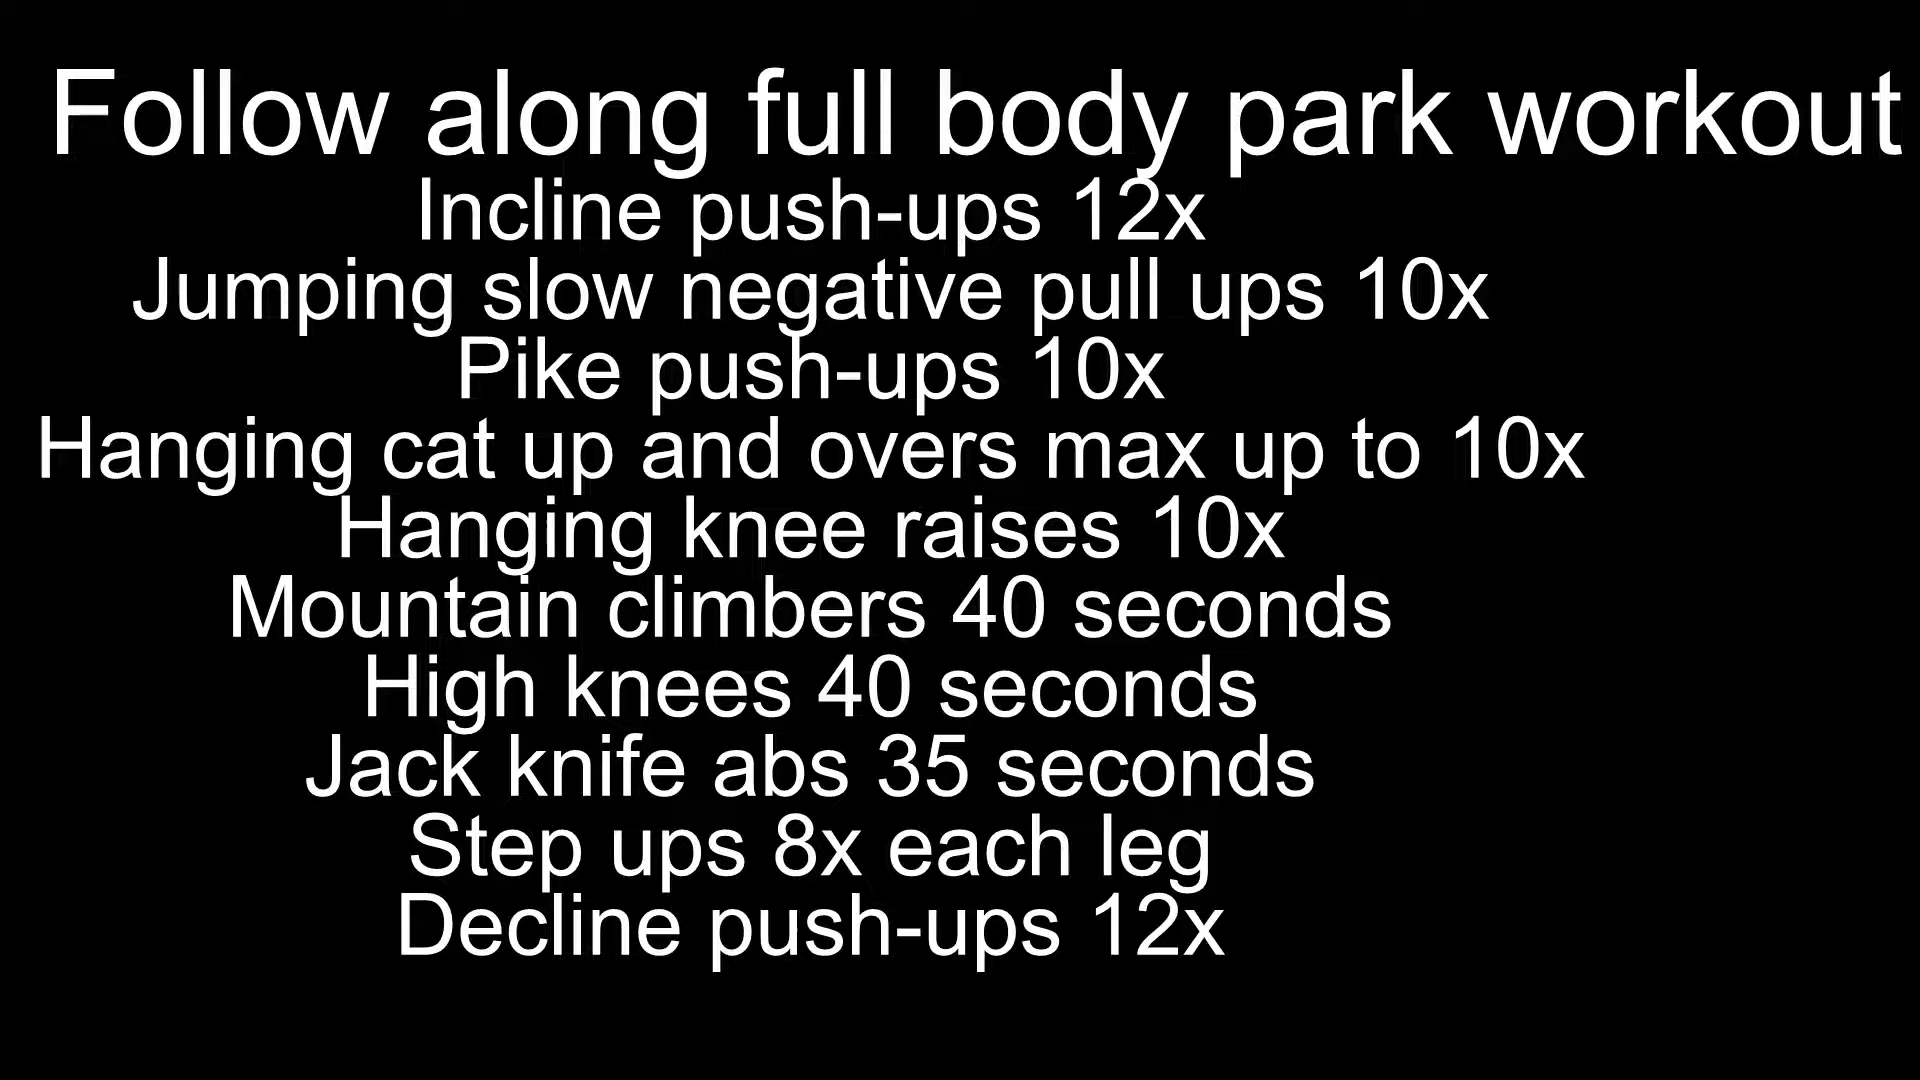 Follow along full body park workout
Incline push-ups 12x
Jumping slow negative pull ups 10x
Pike push-ups 10x
Hanging cat up and overs max up to 10x
Hanging knee raises 10x
Mountain climbers 40 seconds
High knees 40 seconds
Jack knife abs 35 seconds
Step ups 8x each leg
Decline push-ups 12x